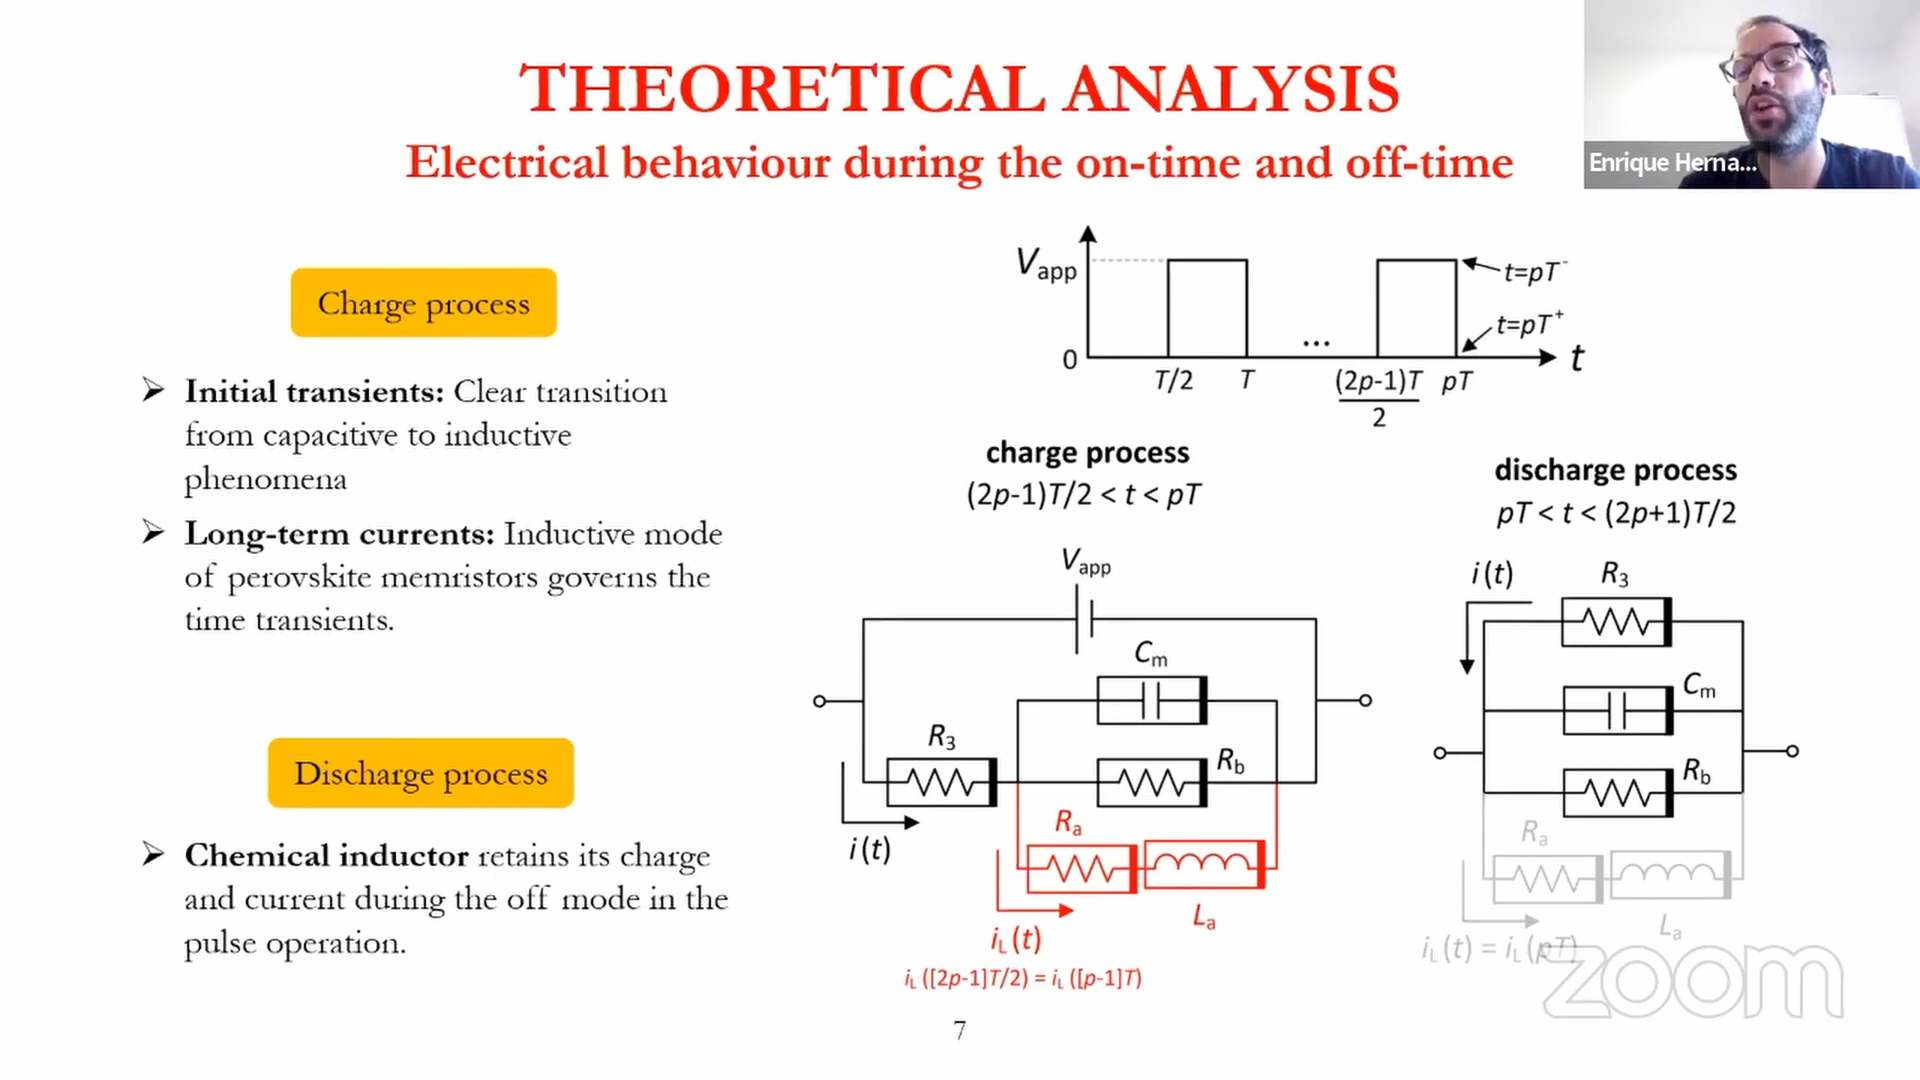 THEORETICAL ANALYSIS
Electrical behaviour during the on-time and off-time
Enrique Herna...
Charge process
➢ Initial transients: Clear transition
from capacitive to inductive
phenomena
➢ Long-term currents: Inductive mode
of perovskite memristors governs the
time transients.
Discharge process
➢ Chemical inductor retains its charge
and current during the off mode in the
pulse operation.
Vapp
0
T/2
T
...
(2p-1)T
2
pT
t
t=pT⁻
t=pT⁺
charge process
(2p-1)T/2 < t < pT
Vapp
Cm
R3
Rb
i(t)
Ra
La
iL(t)
iL([2p-1]T/2) = iL([p-1]T)
discharge process
pT < t < (2p+1)T/2
i(t)
R3
Cm
Rb
Ra
La
iL(t) = iL(pT)
zoom
7